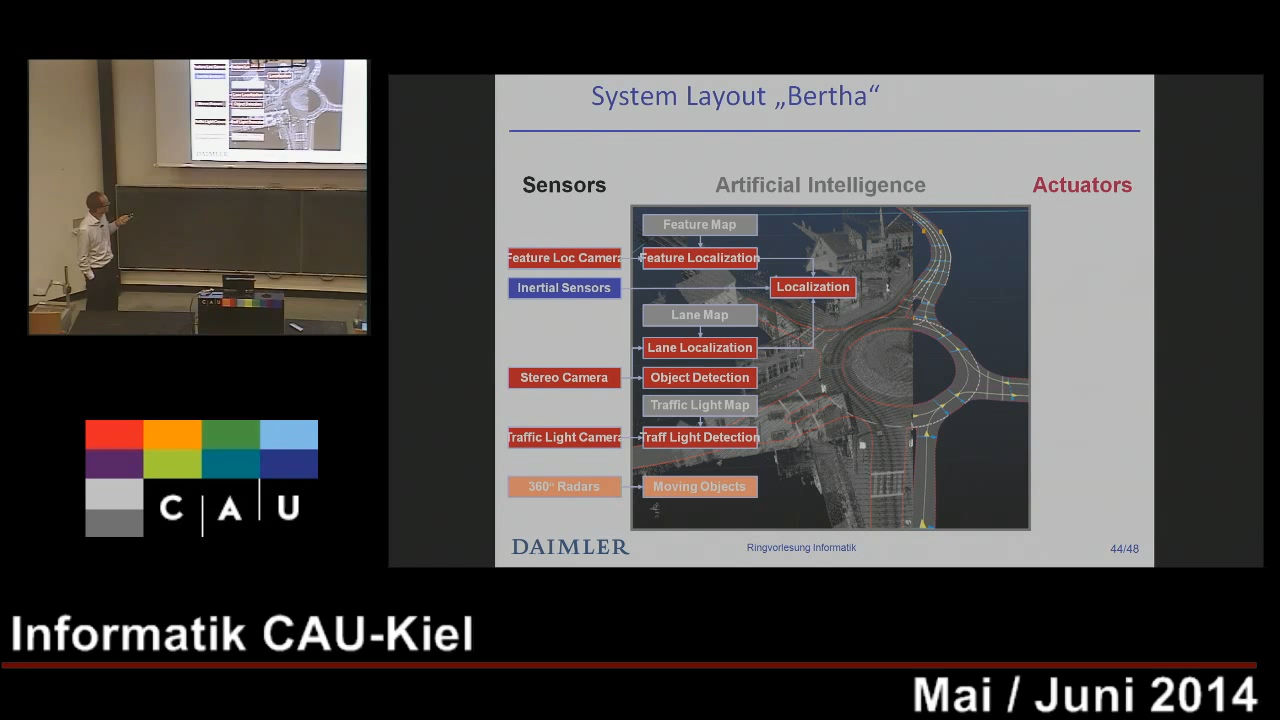 System Layout „Bertha“
Sensors
Artificial Intelligence
Actuators
Feature Map
Feature Loc Camera
Feature Localization
Inertial Sensors
Localization
Lane Map
Lane Localization
Stereo Camera
Object Detection
Traffic Light Map
Traffic Light Camera
Traff Light Detection
360° Radars
Moving Objects
DAIMLER
Ringvorlesung Informatik
44/48
DAIMLER
C A U
C A U
Informatik CAU-Kiel
Mai / Juni 2014